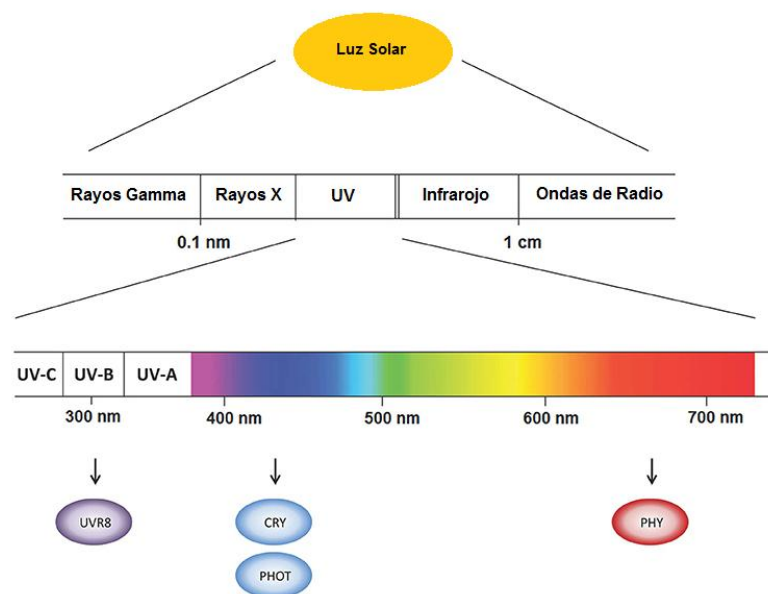 Luz Solar
Rayos Gamma Rayos X UV Infrarojo Ondas de Radio
0.1 nm 1 cm
UV-C UV-B UV-A
300 nm 400 nm 500 nm 600 nm 700 nm
UVR8 CRY PHY
PHOT